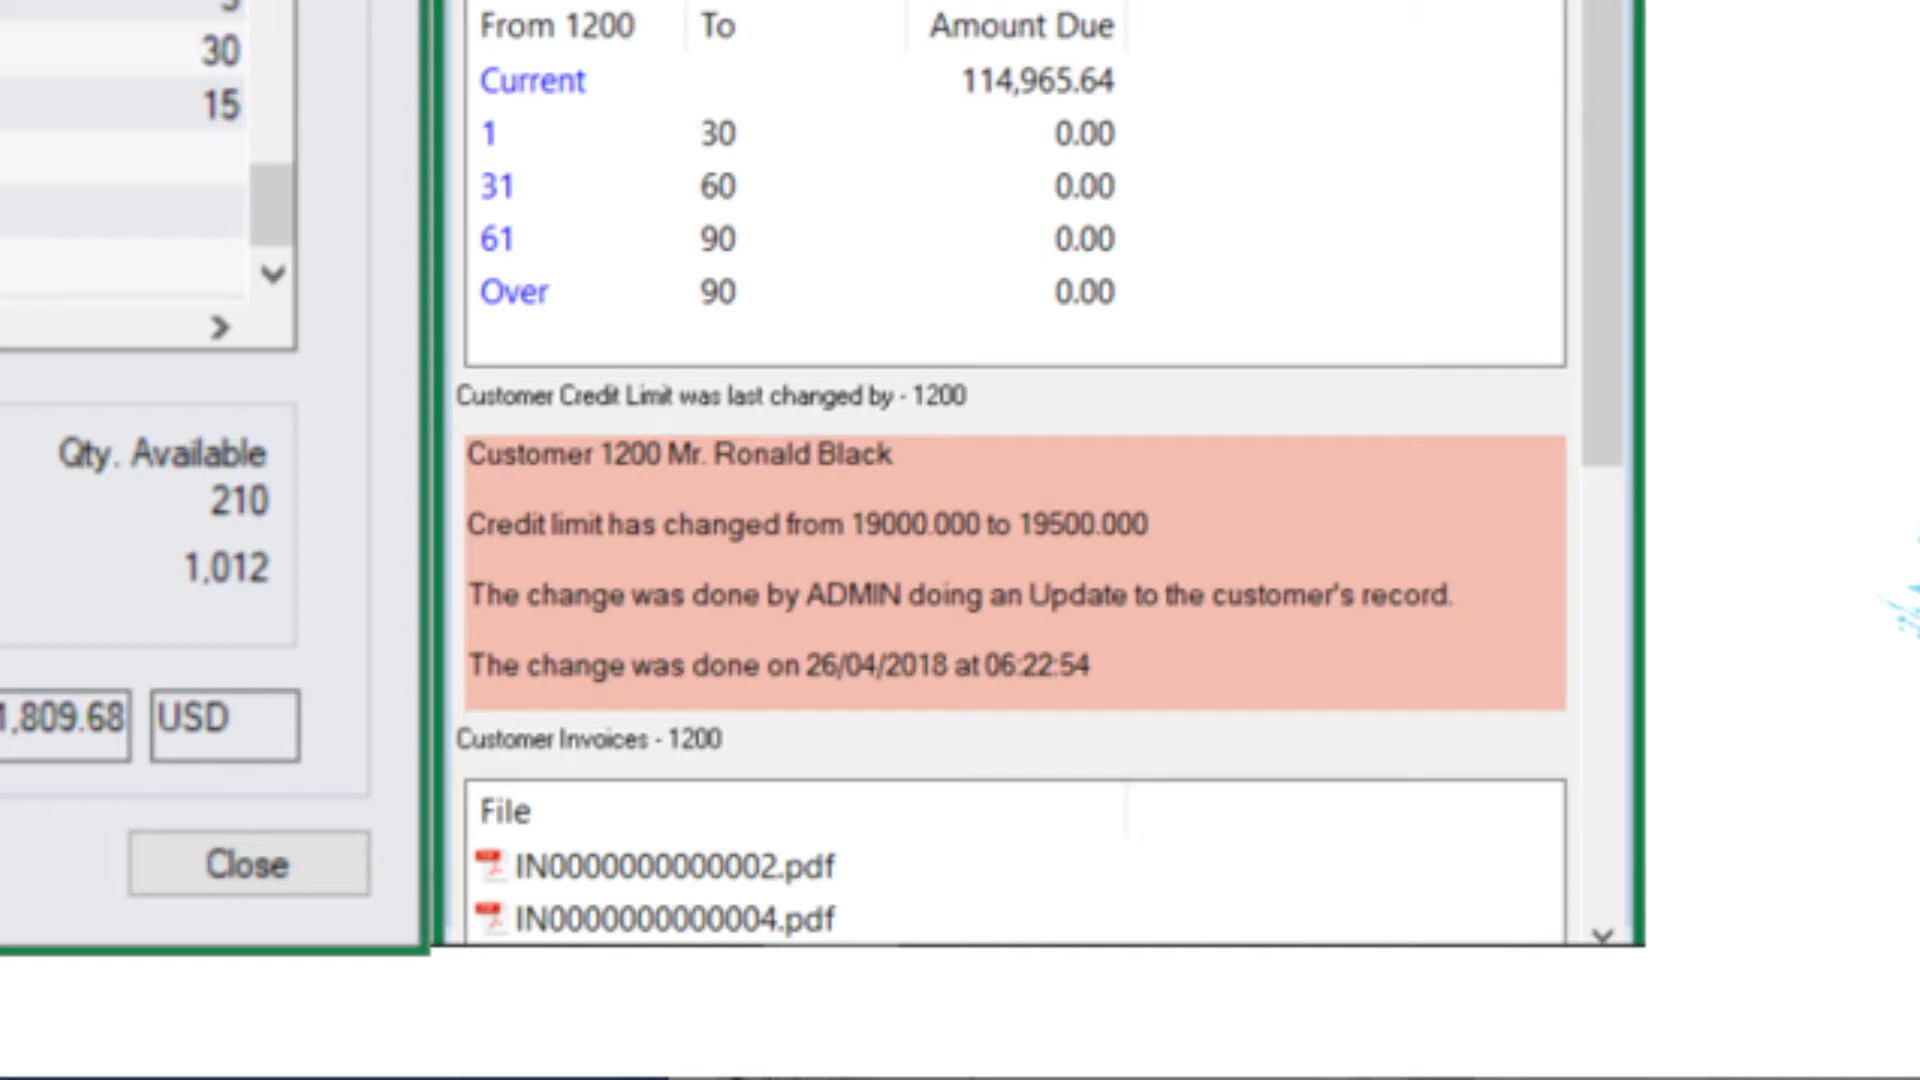 30
15
Qty. Available
210
1,012
1,809.68 USD
Close
From 1200 To Amount Due
Current 114,965.64
1 30 0.00
31 60 0.00
61 90 0.00
Over 90 0.00
Customer Credit Limit was last changed by - 1200
Customer 1200 Mr. Ronald Black
Credit limit has changed from 19000.000 to 19500.000
The change was done by ADMIN doing an Update to the customer's record.
The change was done on 26/04/2018 at 06:22:54
Customer Invoices - 1200
File
IN0000000000002.pdf
IN0000000000004.pdf